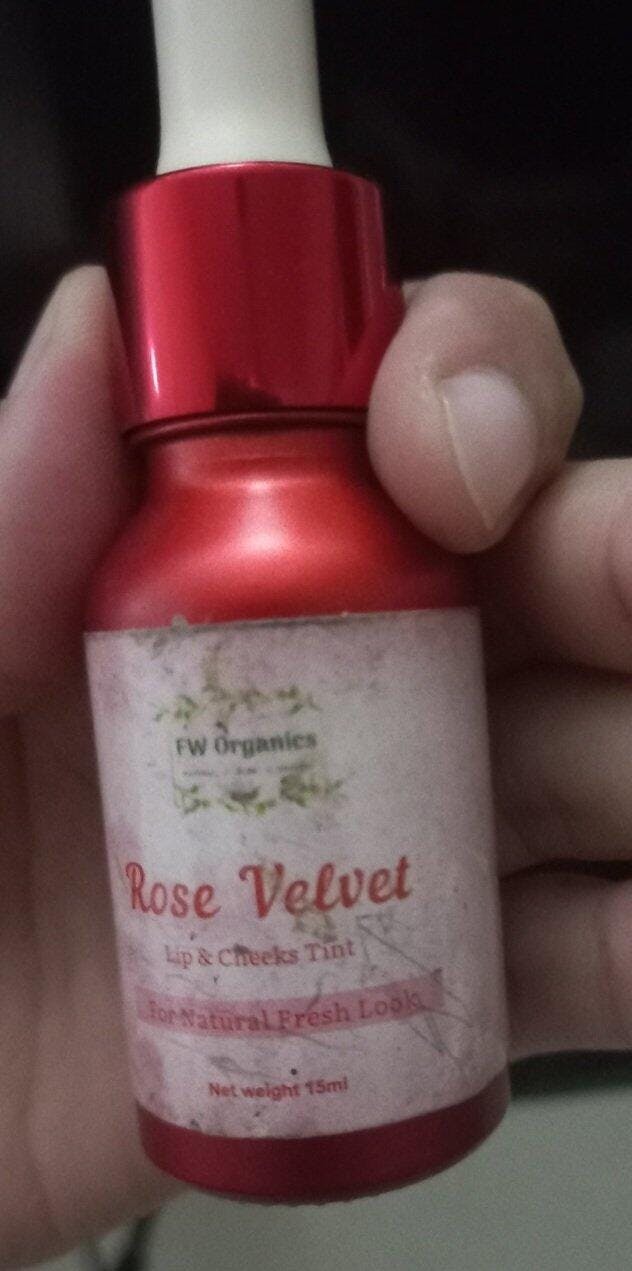 FW Organics
Rose Velvet
Lip & Cheeks Tint
For Natural Fresh Look
Net weight 15ml